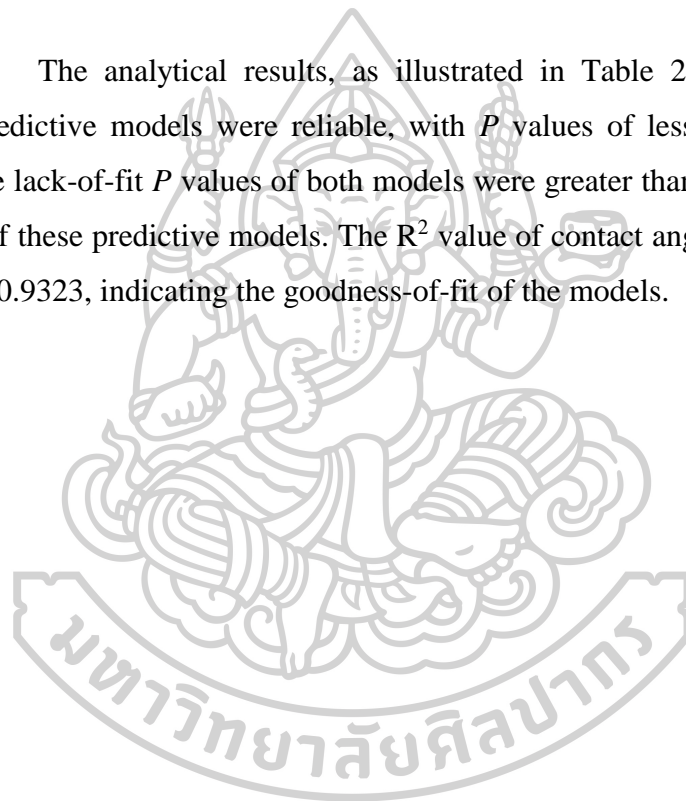 The analytical results, as illustrated in Table 2
edictive models were reliable, with P values of less
e lack-of-fit P values of both models were greater than
f these predictive models. The R² value of contact ang
0.9323, indicating the goodness-of-fit of the models.
มหาวิทยาลัยศิลปากร